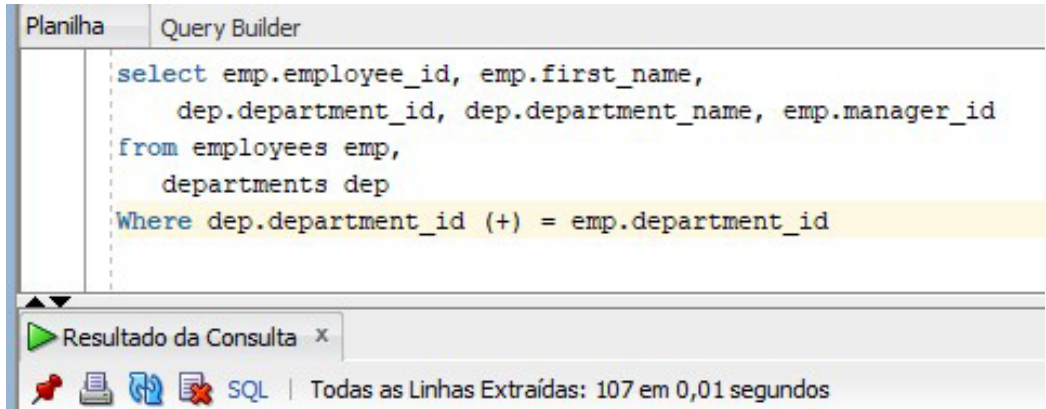 Planilha Query Builder
select emp.employee_id, emp.first_name,
dep.department_id, dep.department_name, emp.manager_id
from employees emp,
departments dep
Where dep.department_id (+) = emp.department_id
Resultado da Consulta x
SQL | Todas as Linhas Extraídas: 107 em 0,01 segundos